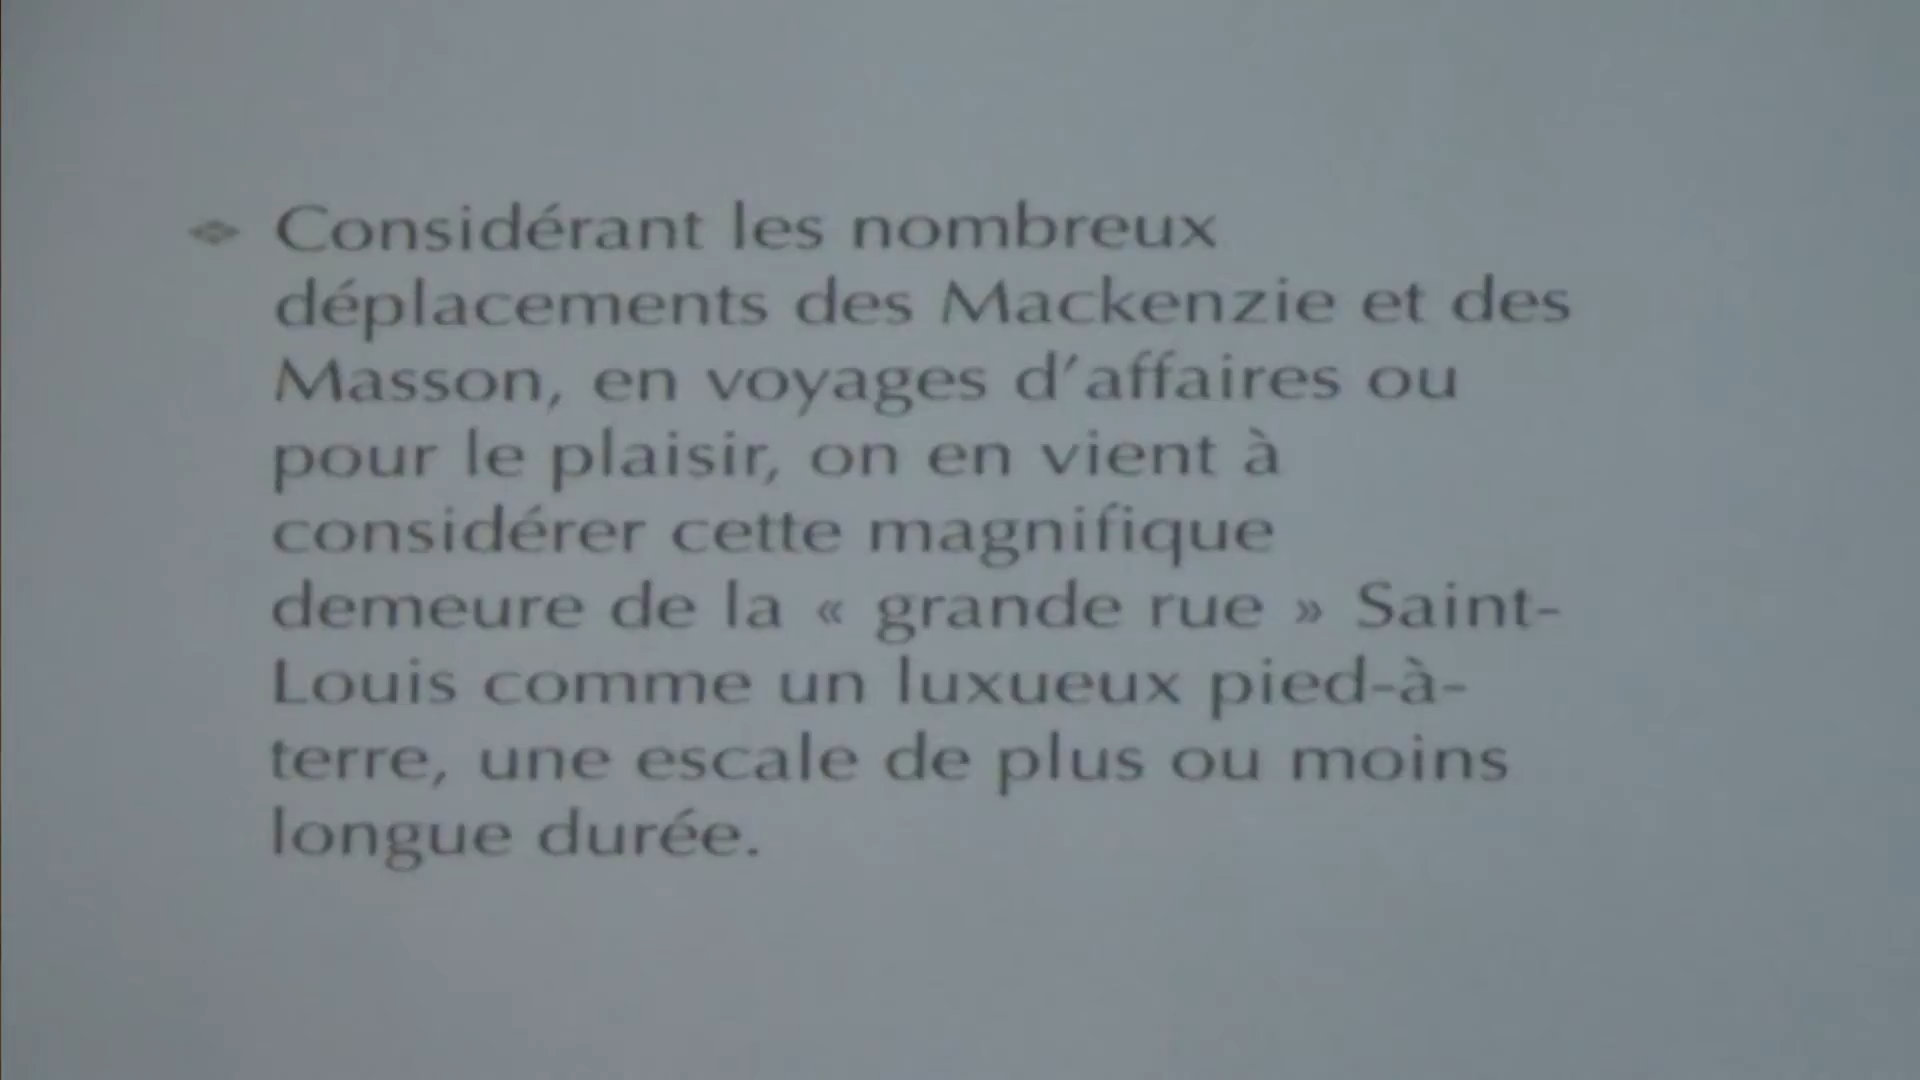 Considérant les nombreux
déplacements des Mackenzie et des
Masson, en voyages d’affaires ou
pour le plaisir, on en vient à
considérer cette magnifique
demeure de la « grande rue » Saint-
Louis comme un luxueux pied-à-
terre, une escale de plus ou moins
longue durée.